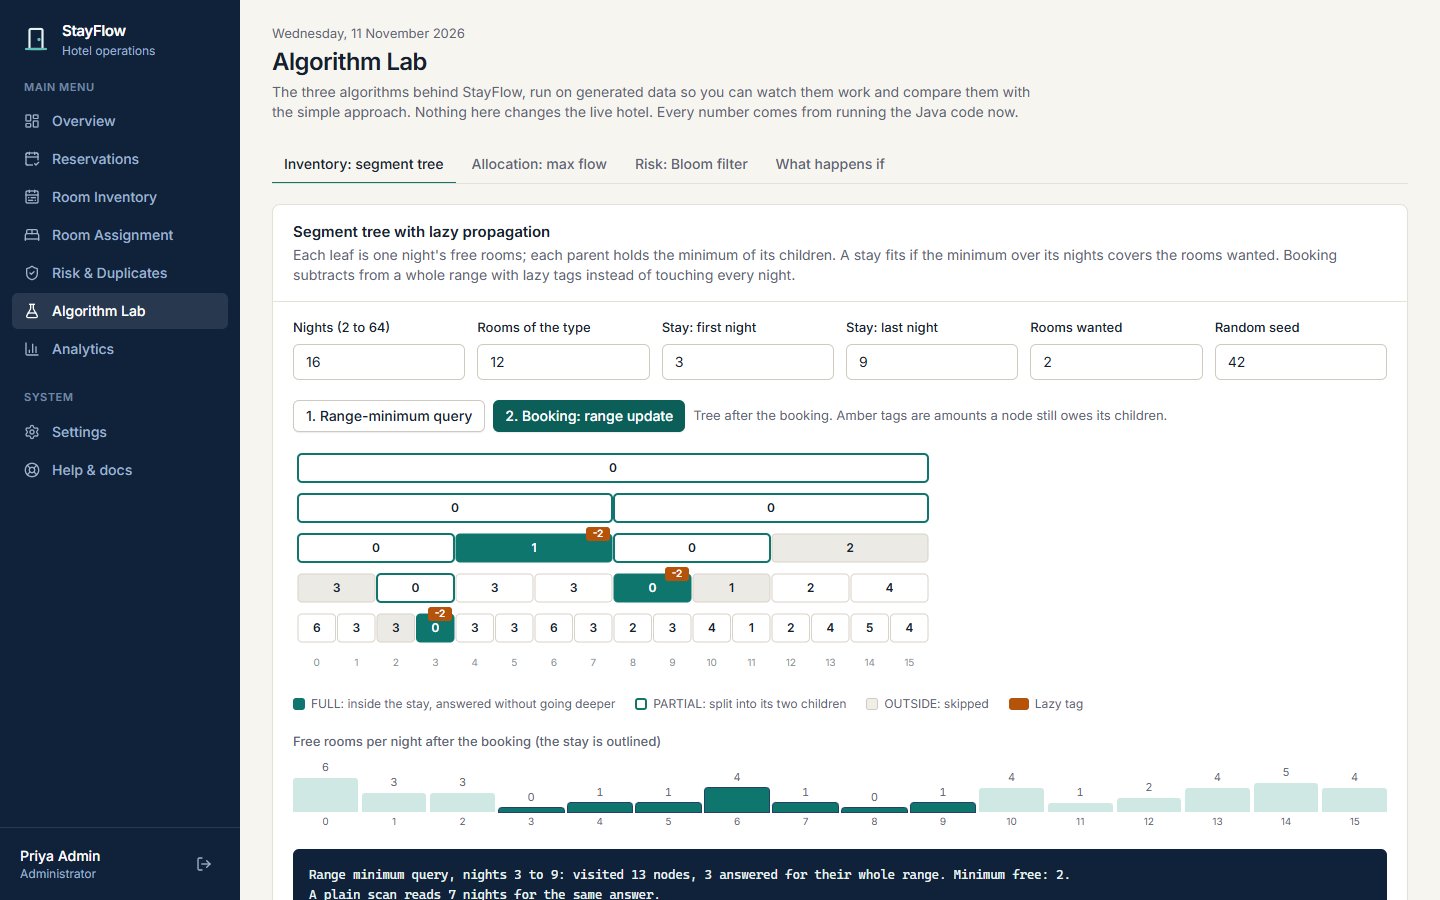 StayFlow
Hotel operations
MAIN MENU
Overview
Reservations
Room Inventory
Room Assignment
Risk & Duplicates
Algorithm Lab
Analytics
SYSTEM
Settings
Help & docs
Priya Admin
Administrator
Wednesday, 11 November 2026
Algorithm Lab
The three algorithms behind StayFlow, run on generated data so you can watch them work and compare them with
the simple approach. Nothing here changes the live hotel. Every number comes from running the Java code now.
Inventory: segment tree Allocation: max flow Risk: Bloom filter What happens if
Segment tree with lazy propagation
Each leaf is one night's free rooms; each parent holds the minimum of its children. A stay fits if the minimum over its nights covers the rooms wanted. Booking
subtracts from a whole range with lazy tags instead of touching every night.
Nights (2 to 64) Rooms of the type Stay: first night Stay: last night Rooms wanted Random seed
16 12 3 9 2 42
1. Range-minimum query 2. Booking: range update Tree after the booking. Amber tags are amounts a node still owes its children.
0
0 0
-2
0 1 0 2
-2
3 0 3 3 0 1 2 4
-2
6 3 3 0 3 3 6 3 2 3 4 1 2 4 5 4
0 1 2 3 4 5 6 7 8 9 10 11 12 13 14 15
FULL: inside the stay, answered without going deeper PARTIAL: split into its two children OUTSIDE: skipped Lazy tag
Free rooms per night after the booking (the stay is outlined)
6 3 3 0 1 1 4 1 0 1 4 1 2 4 5 4
0 1 2 3 4 5 6 7 8 9 10 11 12 13 14 15
Range minimum query, nights 3 to 9: visited 13 nodes, 3 answered for their whole range. Minimum free: 2.
A plain scan reads 7 nights for the same answer.